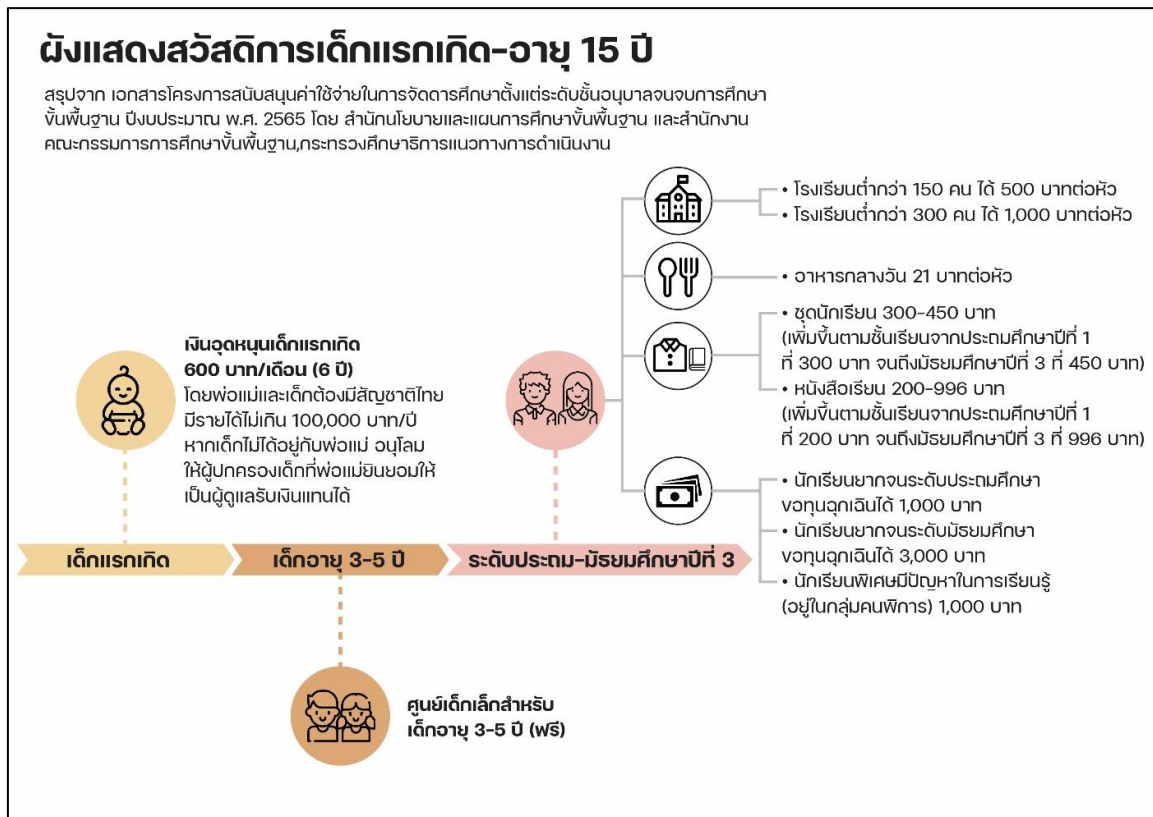 ผังแสดงสวัสดิการเด็กแรกเกิด-อายุ 15 ปี
สรุปจาก เอกสารโครงการสนับสนุนค่าใช้จ่ายในการจัดตารศึกษาตั้งแต่ระดับชั้นอนุบาลจนจบการศึกษา
ขั้นพื้นฐาน ปีงบประมาณ พ.ศ. 2565 โดย สำนักนโยบายและแผนการศึกษาขั้นพื้นฐาน และสำนักงาน
คณะกรรมการการศึกษาขั้นพื้นฐาน,กระทรวงศึกษาธิการแนวทางการดำเนินงาน
• โรงเรียนต่ำกว่า 150 คน ได้ 500 บาทต่อหัว
• โรงเรียนต่ำกว่า 300 คน ได้ 1,000 บาทต่อหัว
• อาหารกลางวัน 21 บาทต่อหัว
• ชุดนักเรียน 300-450 บาท
(เพิ่มขึ้นตามชั้นเรียนจากประถมศึกษาปีที่ 1
ที่ 300 บาท จนถึงมัธยมศึกษาปีที่ 3 ที่ 450 บาท)
• หนังสือเรียน 200-996 บาท
(เพิ่มขึ้นตามชั้นเรียนจากประถมศึกษาปีที่ 1
ที่ 200 บาท จนถึงมัธยมศึกษาปีที่ 3 ที่ 996 บาท)
• นักเรียนยากจนระดับประถมศึกษา
ขอทุนฉุกเฉินได้ 1,000 บาท
• นักเรียนยากจนระดับมัธยมศึกษา
ขอทุนฉุกเฉินได้ 3,000 บาท
• นักเรียนพิเศษมีปัญหาในการเรียนรู้
(อยู่ในกลุ่มคนพิการ) 1,000 บาท
เงินอุดหนุนเด็กแรกเกิด
600 บาท/เดือน (6 ปี)
โดยพ่อแม่และเด็กต้องมีสัญชาติไทย
มีรายได้ไม่เกิน 100,000 บาท/ปี
หากเด็กไม่ได้อยู่กับพ่อแม่ อนุโลม
ให้ผู้ปกครองเด็กที่พ่อแม่ยินยอมให้
เป็นผู้ดูแลรับเงินแทนได้
เด็กแรกเกิด
เด็กอายุ 3-5 ปี
ระดับประถม-มัธยมศึกษาปีที่ 3
ศูนย์เด็กเล็กสำหรับ
เด็กอายุ 3-5 ปี (ฟรี)